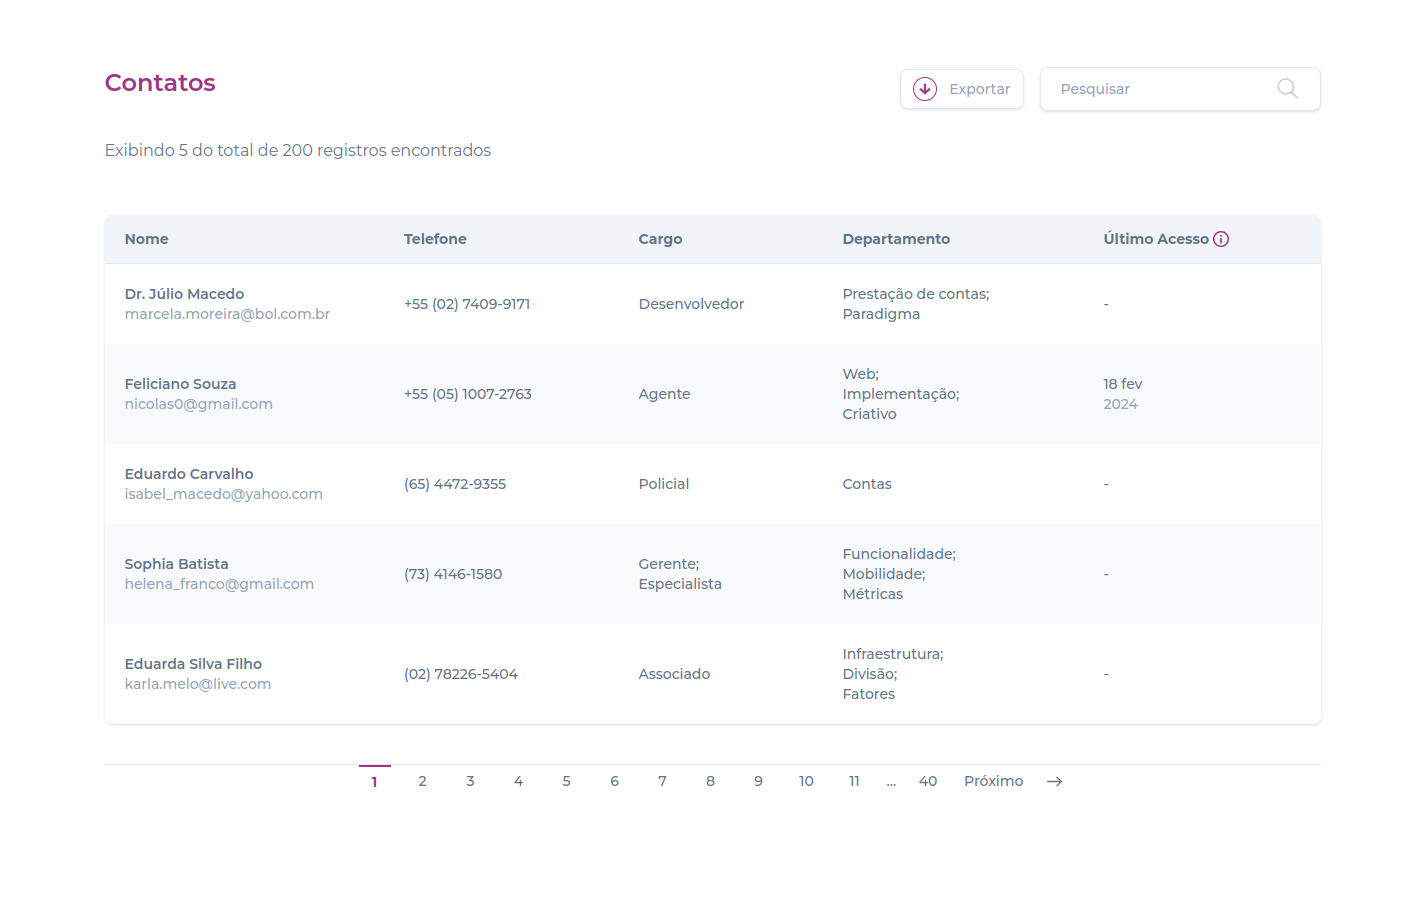 Contatos
Exportar
Pesquisar
Exibindo 5 do total de 200 registros encontrados
Nome Telefone Cargo Departamento Último Acesso
Dr. Júlio Macedo
marcela.moreira@bol.com.br
+55 (02) 7409-9171
Desenvolvedor
Prestação de contas;
Paradigma
-
Feliciano Souza
nicolas0@gmail.com
+55 (05) 1007-2763
Agente
Web;
Implementação;
Criativo
18 fev
2024
Eduardo Carvalho
isabel_macedo@yahoo.com
(65) 4472-9355
Policial
Contas
-
Sophia Batista
helena_franco@gmail.com
(73) 4146-1580
Gerente;
Especialista
Funcionalidade;
Mobilidade;
Métricas
-
Eduarda Silva Filho
karla.melo@live.com
(02) 78226-5404
Associado
Infraestrutura;
Divisão;
Fatores
-
1 2 3 4 5 6 7 8 9 10 11 ... 40 Próximo →